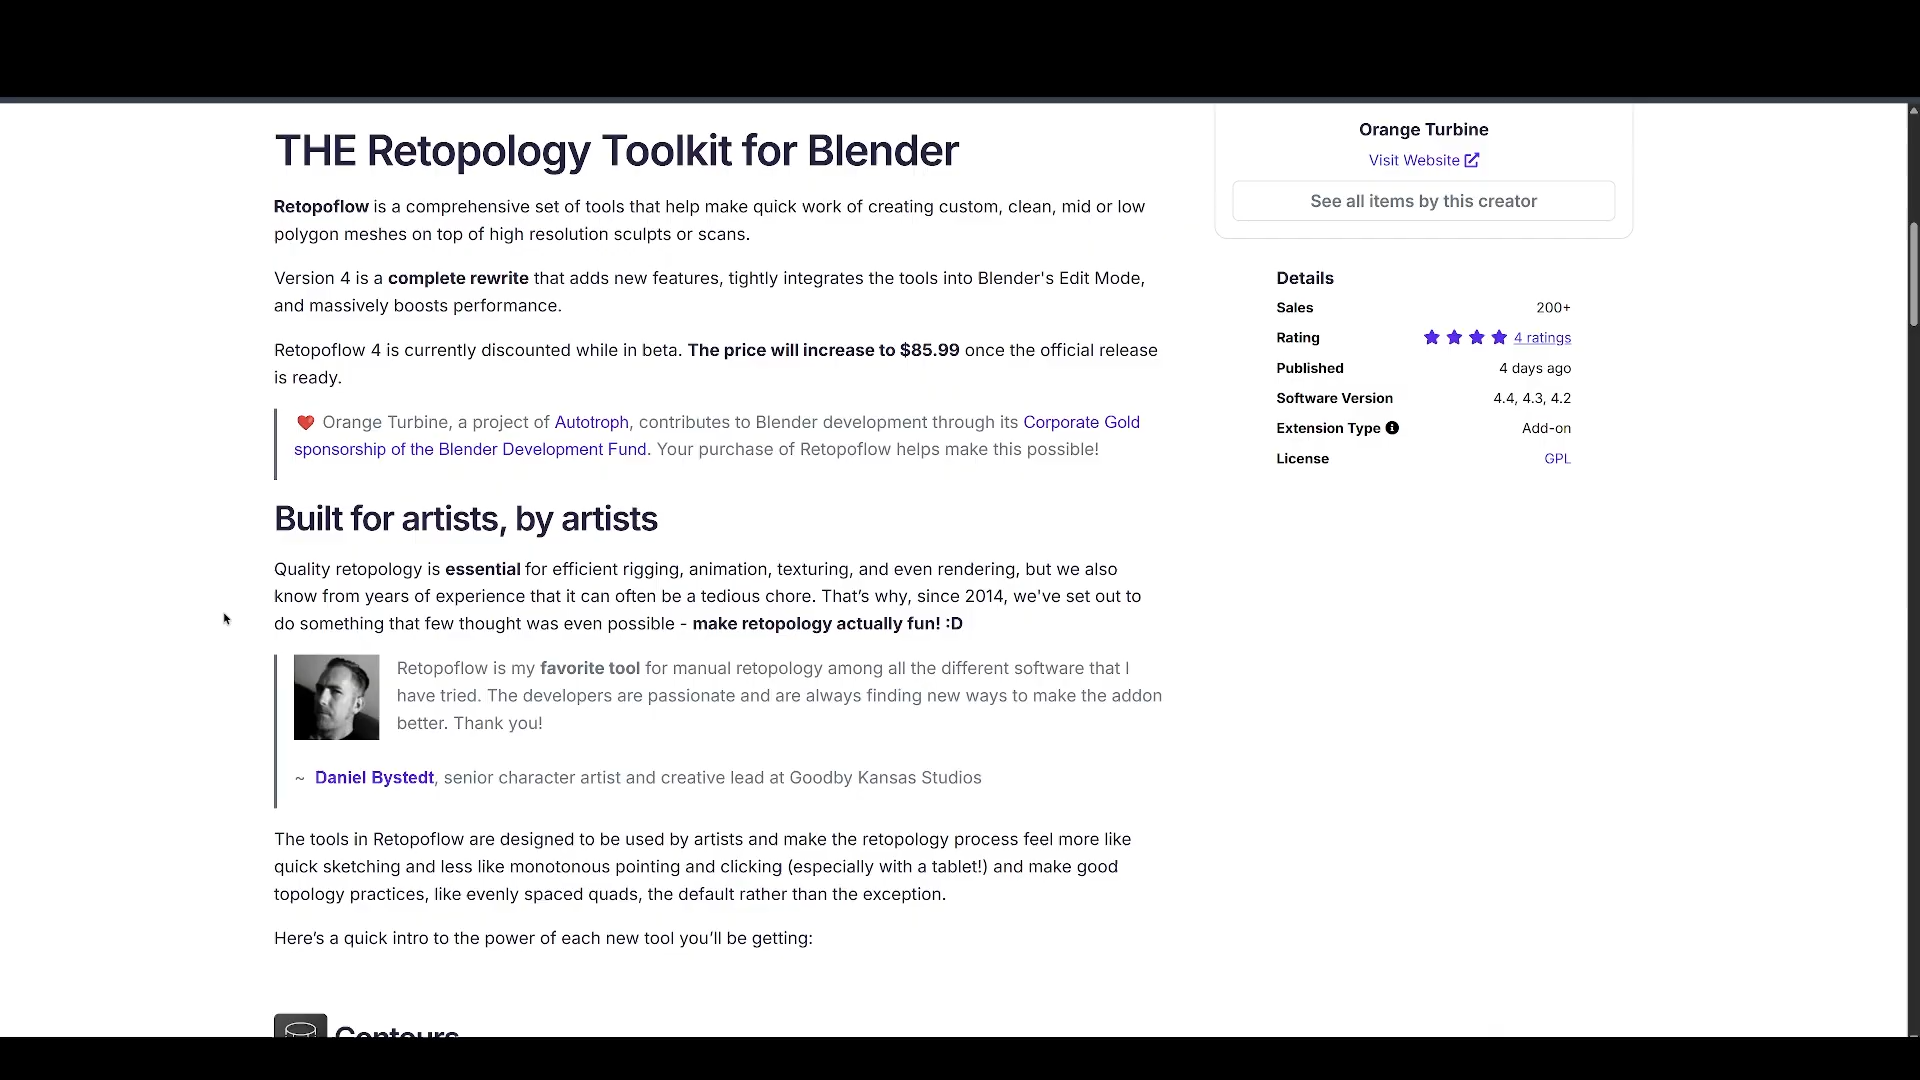 THE Retopology Toolkit for Blender
Retopoflow is a comprehensive set of tools that help make quick work of creating custom, clean, mid or low
polygon meshes on top of high resolution sculpts or scans.
Version 4 is a complete rewrite that adds new features, tightly integrates the tools into Blender's Edit Mode,
and massively boosts performance.
Retopoflow 4 is currently discounted while in beta. The price will increase to $85.99 once the official release
is ready.
❤️ Orange Turbine, a project of Autotroph, contributes to Blender development through its Corporate Gold
sponsorship of the Blender Development Fund. Your purchase of Retopoflow helps make this possible!
Built for artists, by artists
Quality retopology is essential for efficient rigging, animation, texturing, and even rendering, but we also
know from years of experience that it can often be a tedious chore. That’s why, since 2014, we've set out to
do something that few thought was even possible - make retopology actually fun! :D
Retopoflow is my favorite tool for manual retopology among all the different software that I
have tried. The developers are passionate and are always finding new ways to make the addon
better. Thank you!
~ Daniel Bystedt, senior character artist and creative lead at Goodby Kansas Studios
The tools in Retopoflow are designed to be used by artists and make the retopology process feel more like
quick sketching and less like monotonous pointing and clicking (especially with a tablet!) and make good
topology practices, like evenly spaced quads, the default rather than the exception.
Here’s a quick intro to the power of each new tool you’ll be getting:
Contours
Orange Turbine
Visit Website
See all items by this creator
Details
Sales 200+
Rating 4 ratings
Published 4 days ago
Software Version 4.4, 4.3, 4.2
Extension Type Add-on
License GPL